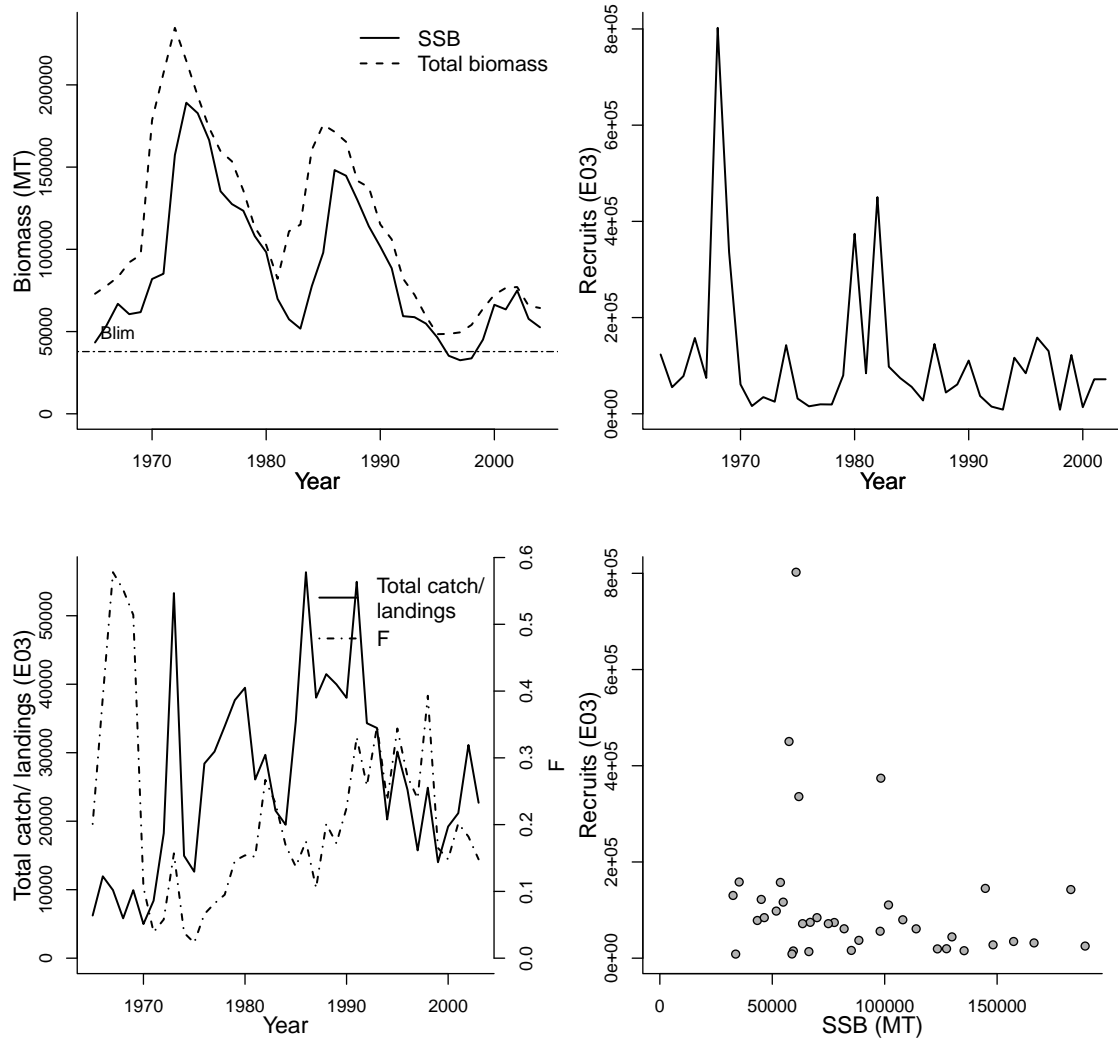 SSB
Total biomass
Blim
Biomass (MT)
0
50000
100000
150000
200000
1970
1980
1990
2000
Year
Recruits (E03)
0e+00
2e+05
4e+05
6e+05
8e+05
1970
1980
1990
2000
Year
Total catch/
landings
F
Total catch/ landings (E03)
0
10000
20000
30000
40000
50000
F
0.0
0.1
0.2
0.3
0.4
0.5
0.6
1970
1980
1990
2000
Year
Recruits (E03)
0e+00
2e+05
4e+05
6e+05
8e+05
0
50000
100000
150000
SSB (MT)